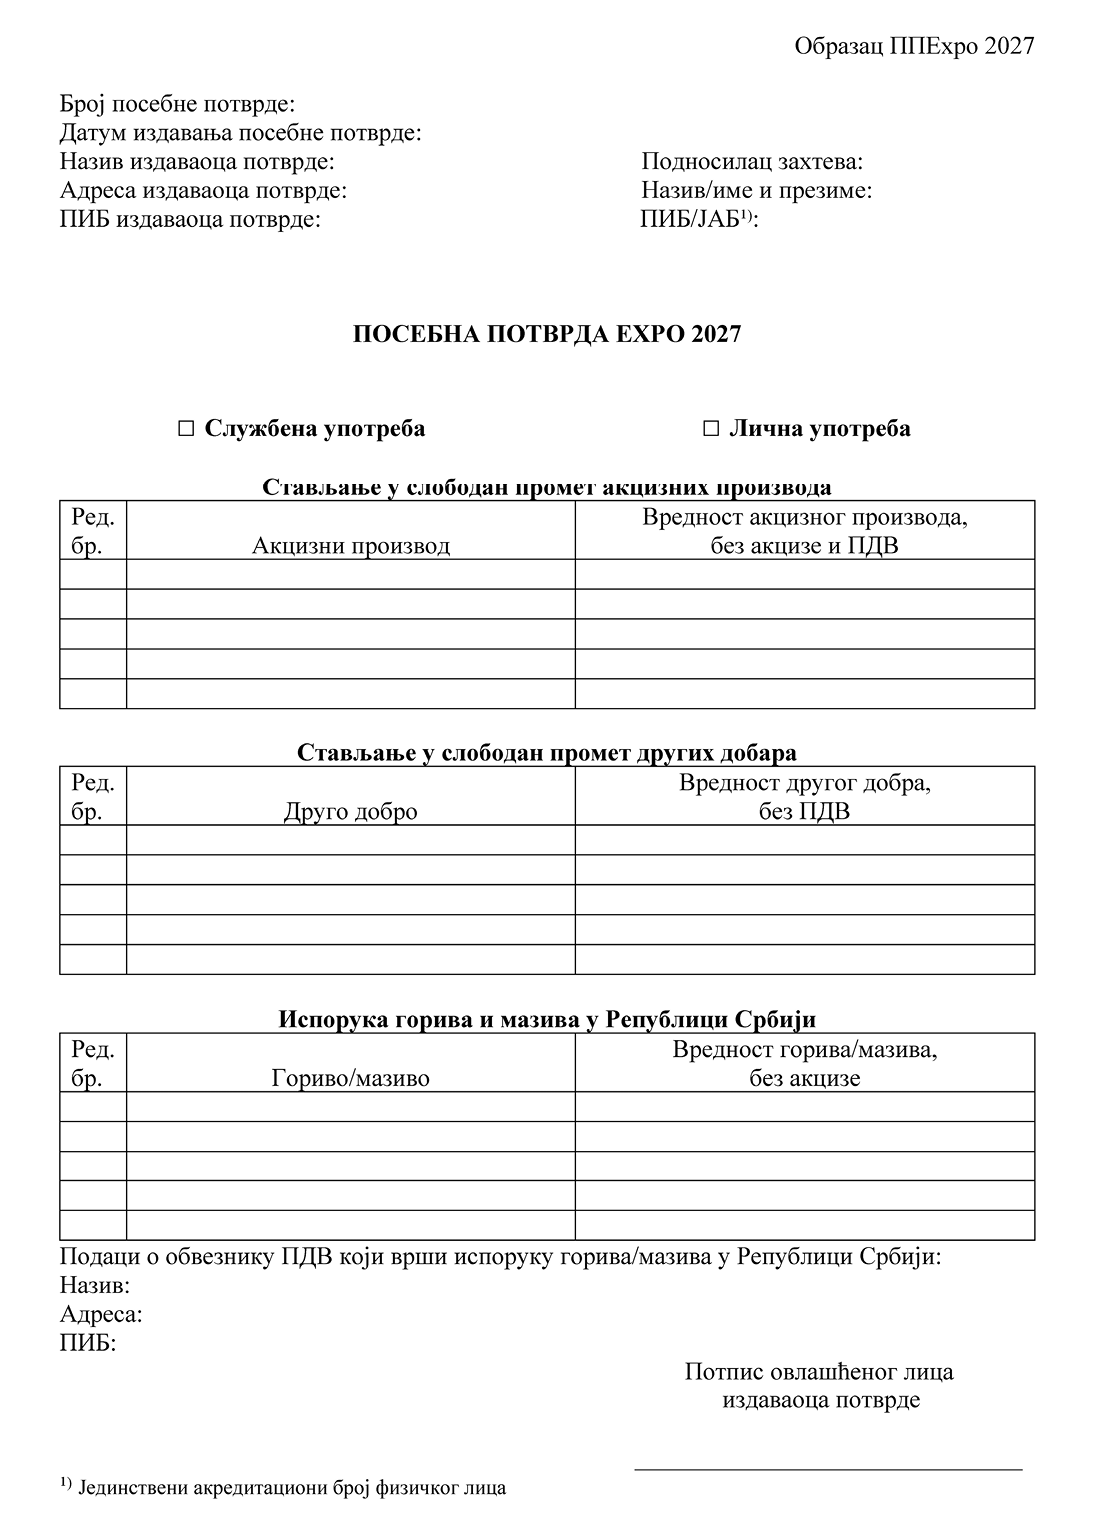 Образац ППExpo 2027
Број посебне потврде:
Датум издавања посебне потврде:
Назив издаваоца потврде:
Подносилац захтева:
Адреса издаваоца потврде:
Назив/име и презиме:
ПИБ издаваоца потврде:
ПИБ/ЈАБ¹⁾:
ПОСЕБНА ПОТВРДА EXPO 2027
☐ Службена употреба
☐ Лична употреба
Стављање у слободан промет акцизних производа
Ред.
бр.
Акцизни производ
Вредност акцизног производа,
без акцизе и ПДВ
Стављање у слободан промет других добара
Ред.
бр.
Друго добро
Вредност другог добра,
без ПДВ
Испорука горива и мазива у Републици Србији
Ред.
бр.
Гориво/мазиво
Вредност горива/мазива,
без акцизе
Подаци о обвезнику ПДВ који врши испоруку горива/мазива у Републици Србији:
Назив:
Адреса:
ПИБ:
Потпис овлашћеног лица
издаваоца потврде
¹⁾ Јединствени акредитациони број физичког лица